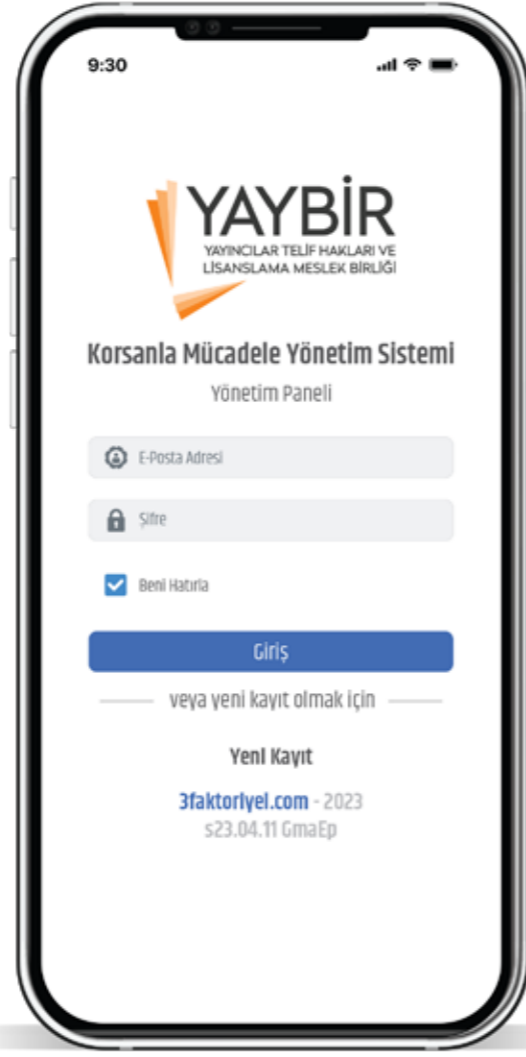 9:30
YAYBİR
YAYINCILAR TELİF HAKLARI VE
LİSANSLAMA MESLEK BİRLİĞİ
Korsanla Mücadele Yönetim Sistemi
Yönetim Paneli
E-Posta Adresi
Şifre
Beni Hatırla
Giriş
veya yeni kayıt olmak için
Yeni Kayıt
3faktoriyel.com - 2023
s23.04.11 GmaEp